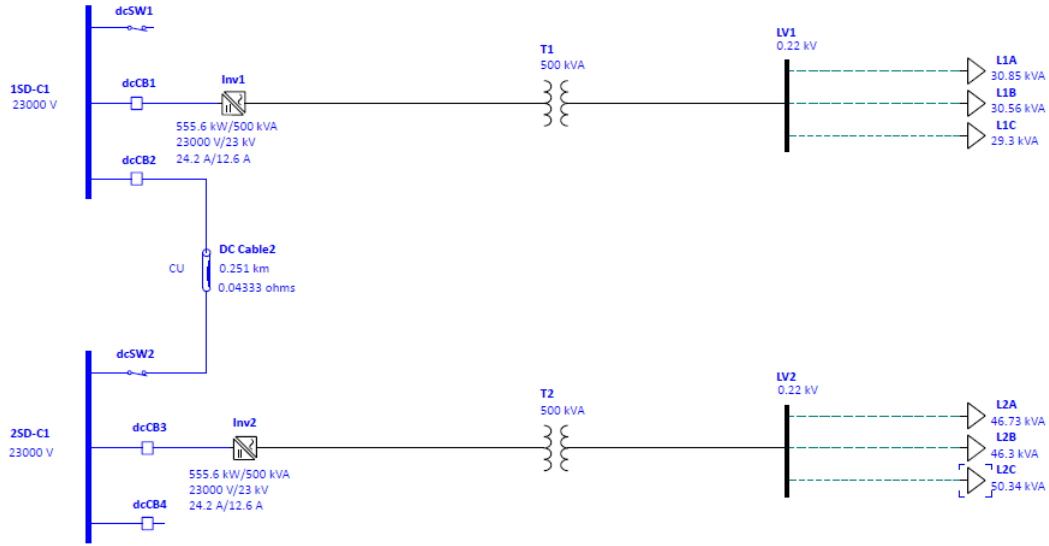 dcSW1
1SD-C1
23000 V
dcCB1
Inv1
555.6 kW/500 kVA
23000 V/23 kV
24.2 A/12.6 A
T1
500 kVA
LV1
0.22 kV
L1A
30.85 kVA
L1B
30.56 kVA
L1C
29.3 kVA
dcCB2
CU
DC Cable2
0.251 km
0.04333 ohms
dcSW2
2SD-C1
23000 V
dcCB3
Inv2
555.6 kW/500 kVA
23000 V/23 kV
24.2 A/12.6 A
T2
500 kVA
LV2
0.22 kV
L2A
46.73 kVA
L2B
46.3 kVA
L2C
50.34 kVA
dcCB4